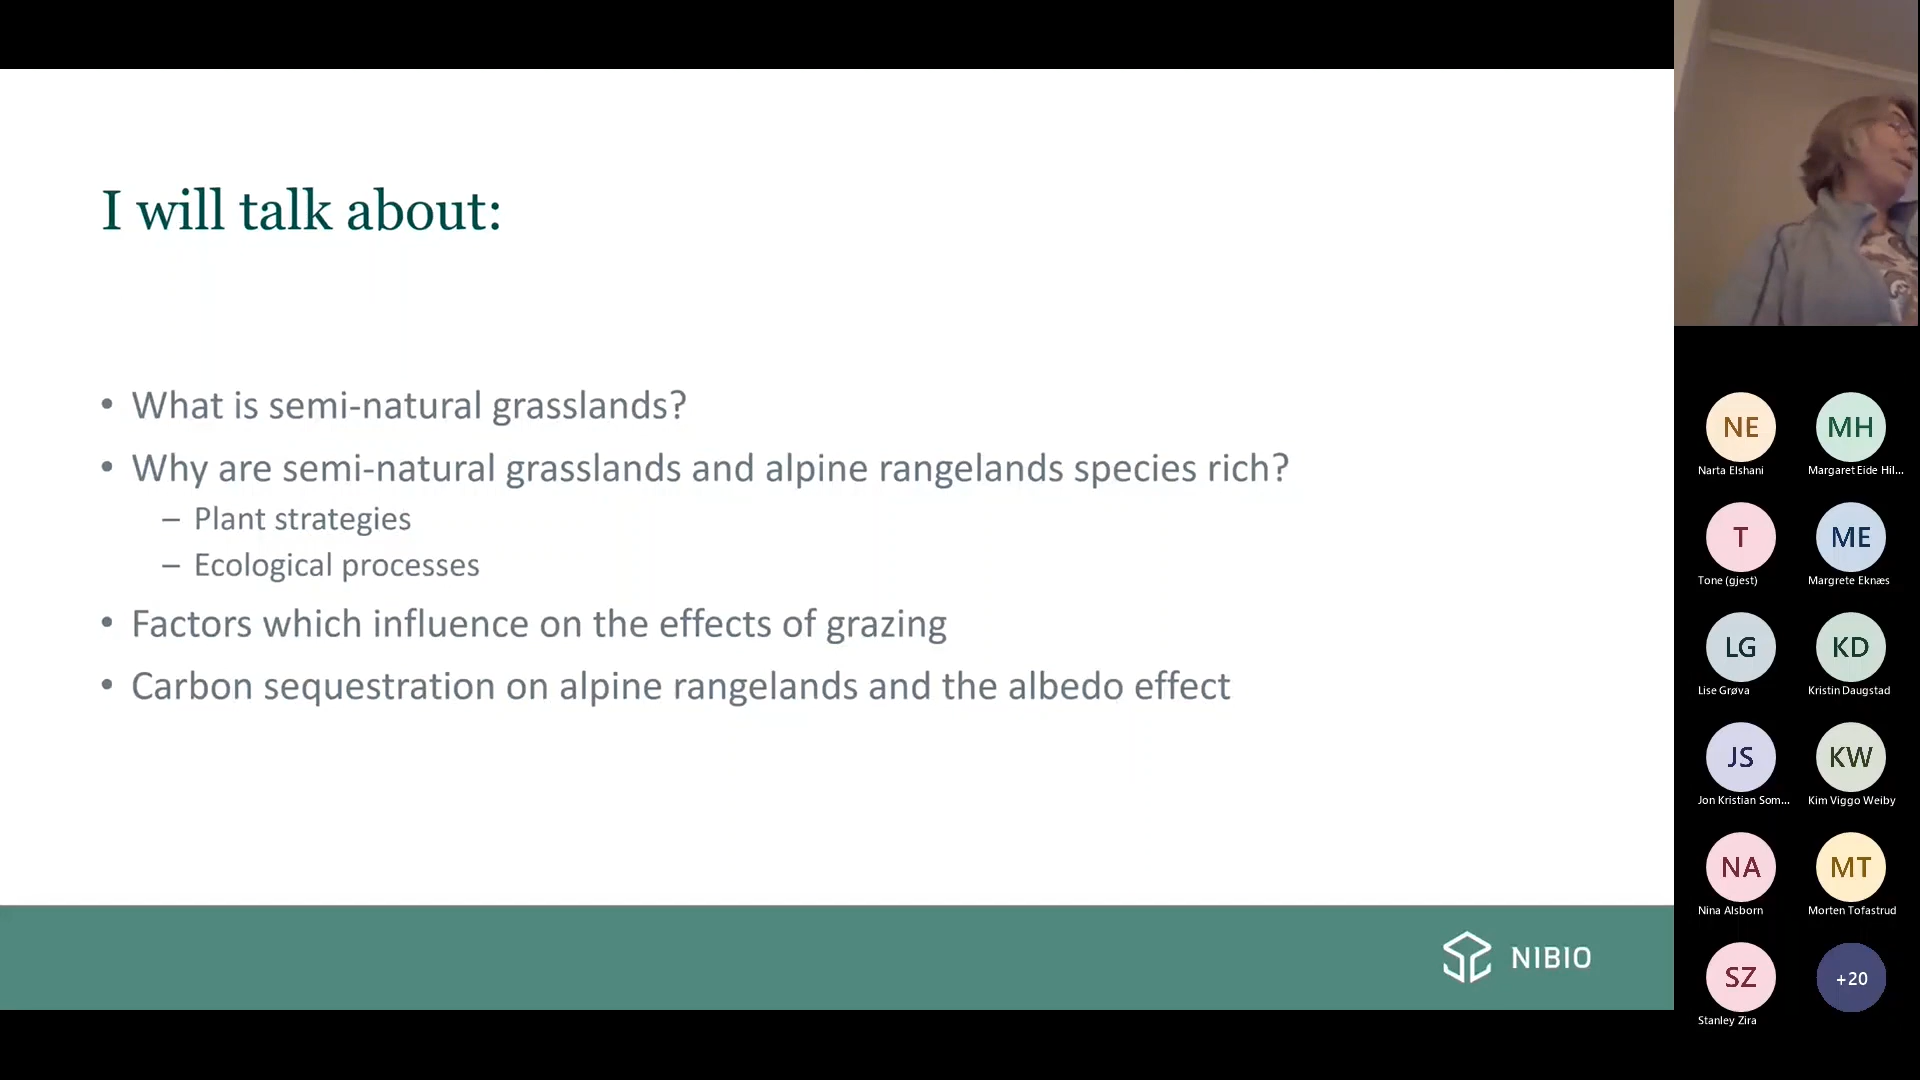 I will talk about:
• What is semi-natural grasslands?
• Why are semi-natural grasslands and alpine rangelands species rich?
– Plant strategies
– Ecological processes
• Factors which influence on the effects of grazing
• Carbon sequestration on alpine rangelands and the albedo effect
NIBIO
NE
Narta Elshani
MH
Margaret Eide Hil...
T
Tone (gjest)
ME
Margrete Eknæs
LG
Lise Grøva
KD
Kristin Daugstad
JS
Jon Kristian Som...
KW
Kim Viggo Weiby
NA
Nina Alsborn
MT
Morten Tofastrud
SZ
Stanley Zira
+20